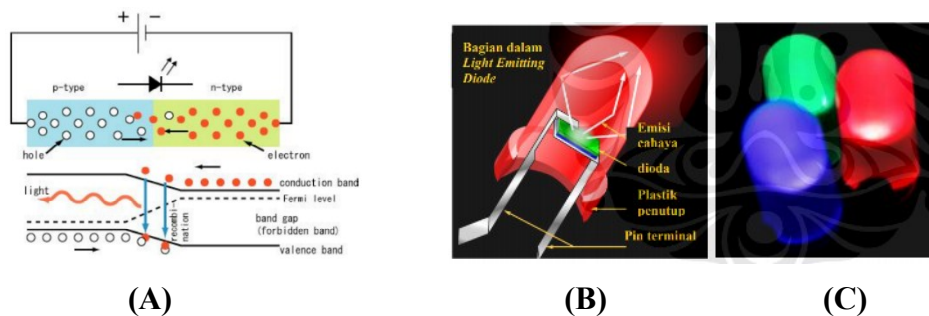 + −
p-type
n-type
hole
electron
conduction band
light
Fermi level
recombi-
nation
band gap
(forbidden band)
valence band
Bagian dalam
Light Emitting
Diode
Emisi
cahaya
dioda
Plastik
penutup
Pin terminal
(A)
(B)
(C)